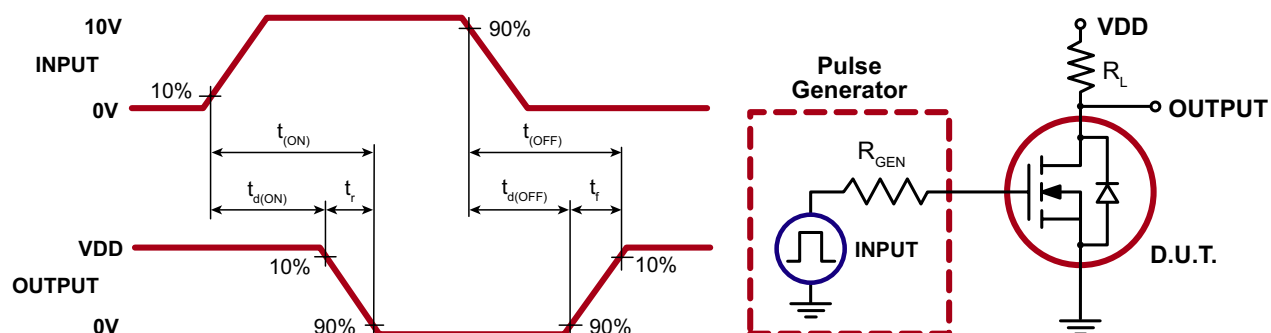 10V
INPUT
0V
10%
90%
t(ON)
t(OFF)
td(ON)
tr
td(OFF)
tf
VDD
OUTPUT
0V
10%
90%
90%
10%
Pulse
Generator
RGEN
INPUT
VDD
RL
OUTPUT
D.U.T.